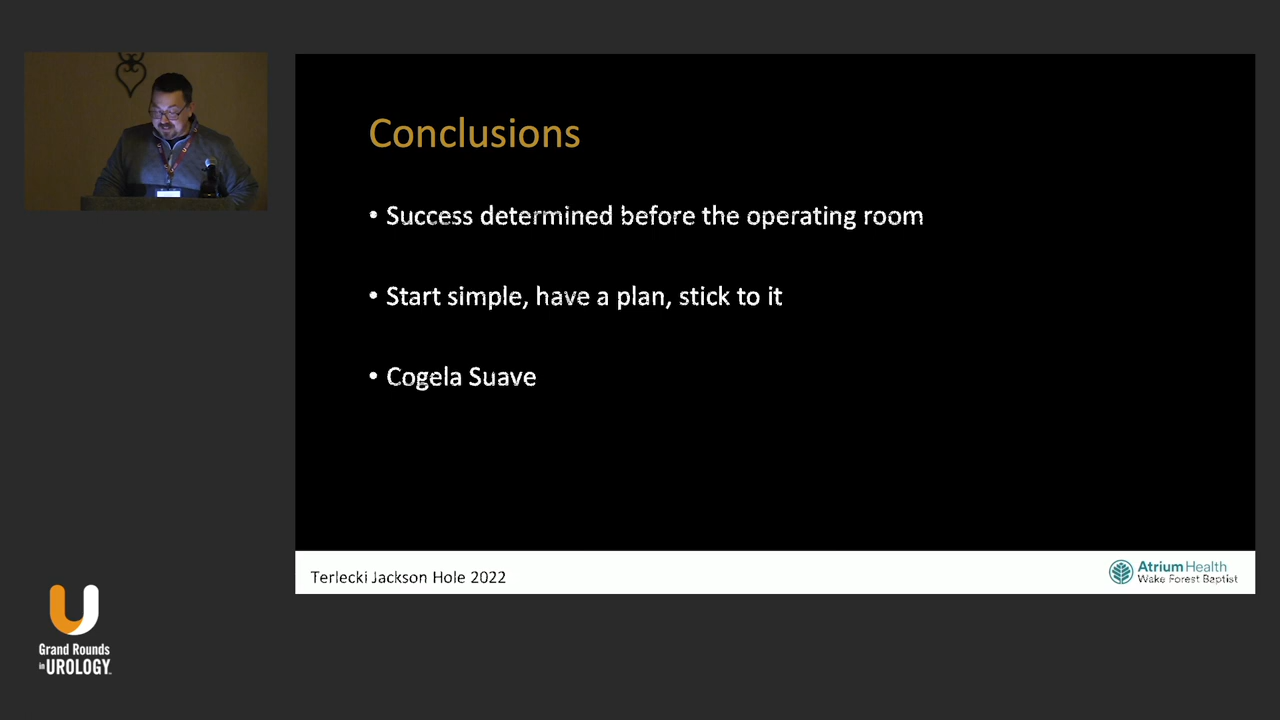 Conclusions
• Success determined before the operating room
• Start simple, have a plan, stick to it
• Cogela Suave
Terlecki Jackson Hole 2022
Atrium Health
Wake Forest Baptist
Grand Rounds
in UROLOGY